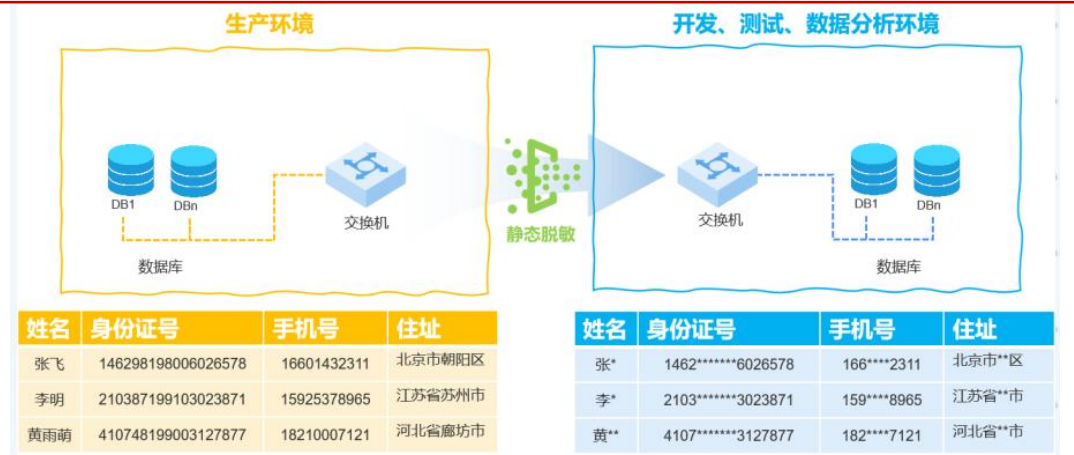 生产环境
开发、测试、数据分析环境
DB1 DBn
交换机
数据库
静态脱敏
交换机
DB1 DBn
数据库
姓名 身份证号 手机号 住址
张飞 146298198006026578 16601432311 北京市朝阳区
李明 210387199103023871 15925378965 江苏省苏州市
黄雨萌 410748199003127877 18210007121 河北省廊坊市
姓名 身份证号 手机号 住址
张* 1462*******6026578 166****2311 北京市**区
李* 2103*******3023871 159****8965 江苏省**市
黄** 4107*******3127877 182****7121 河北省**市